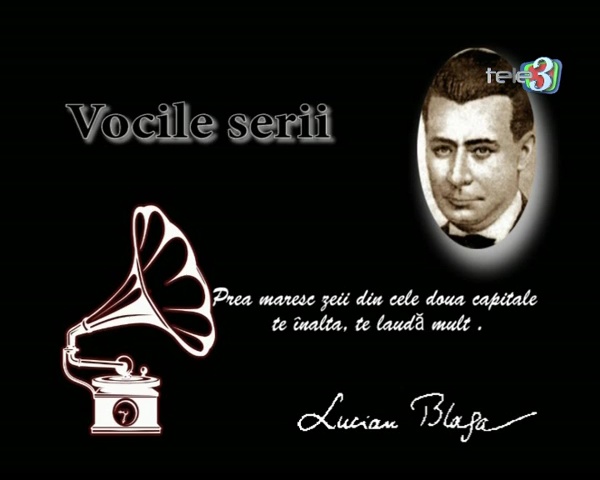 tele3
Vocile serii
Prea maresc zeii din cele doua capitale
te înalta, te laudă mult .
Lucian Blaga